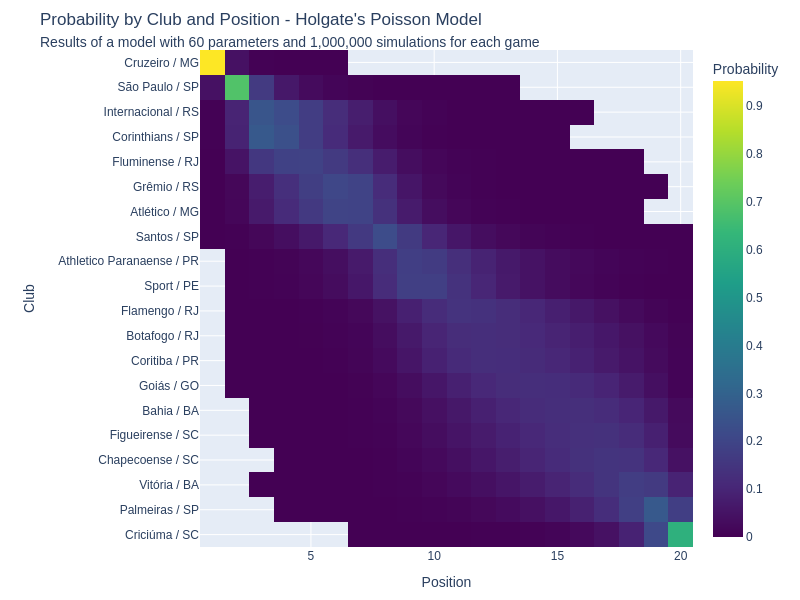 Probability by Club and Position - Holgate's Poisson Model
Results of a model with 60 parameters and 1,000,000 simulations for each game
Probability
Cruzeiro / MG
São Paulo / SP
Internacional / RS
Corinthians / SP
Fluminense / RJ
Grêmio / RS
Atlético / MG
Santos / SP
Athletico Paranaense / PR
Sport / PE
Flamengo / RJ
Botafogo / RJ
Coritiba / PR
Goiás / GO
Bahia / BA
Figueirense / SC
Chapecoense / SC
Vitória / BA
Palmeiras / SP
Criciúma / SC
Club
5
10
15
20
Position
0.9
0.8
0.7
0.6
0.5
0.4
0.3
0.2
0.1
0